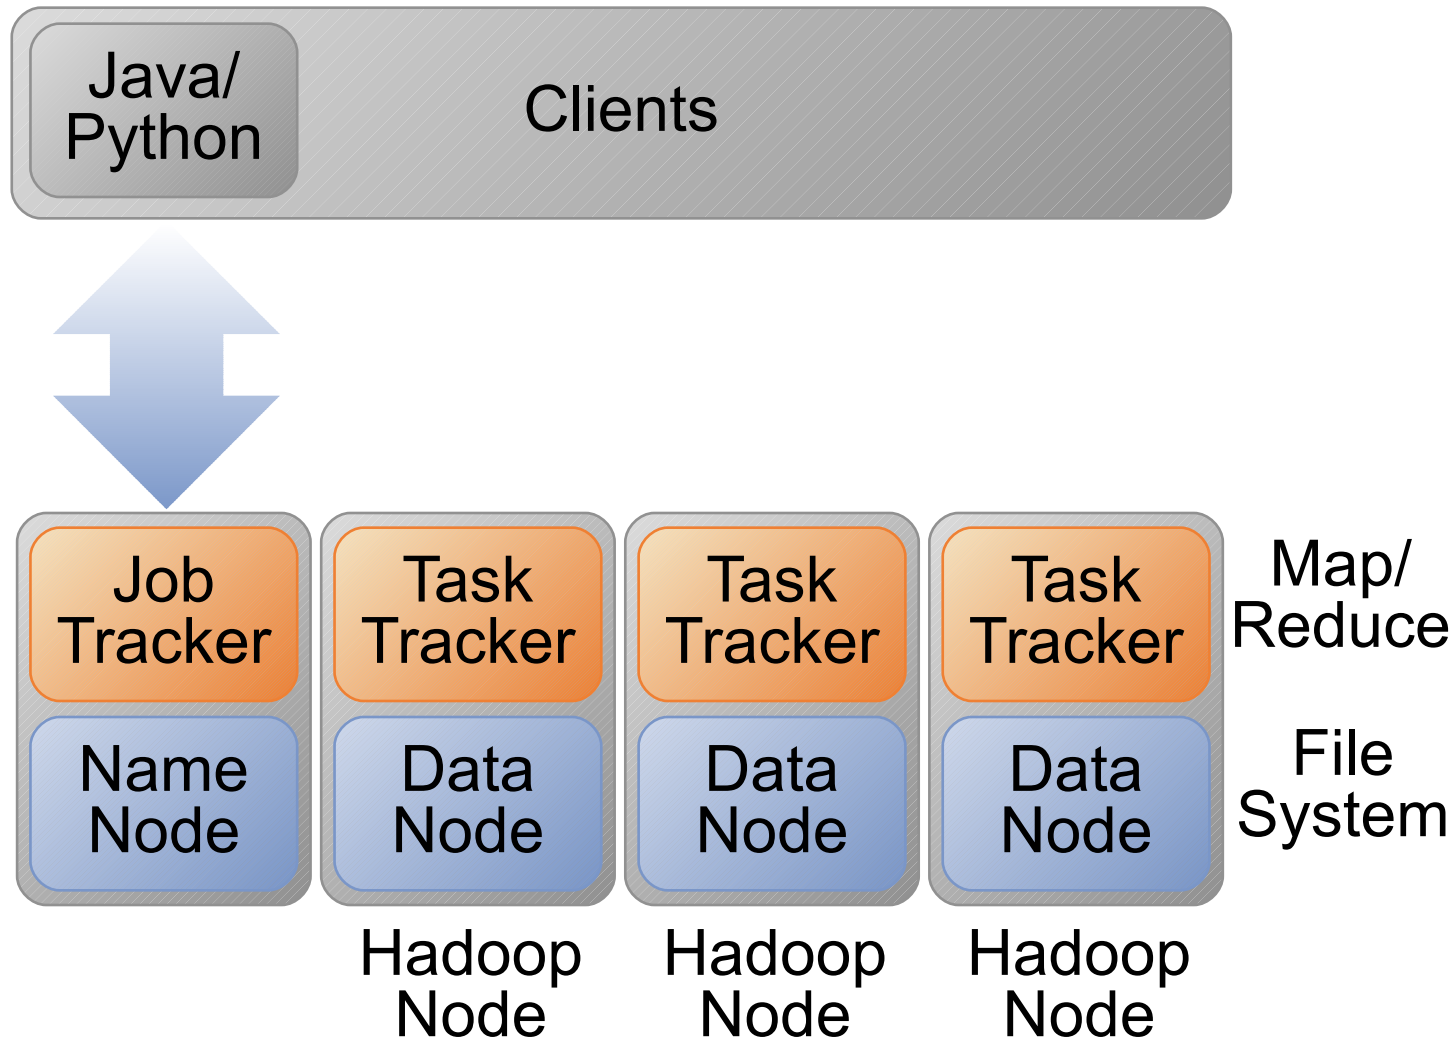 Java/
Python
Clients
Job
Tracker
Task
Tracker
Task
Tracker
Task
Tracker
Map/
Reduce
Name
Node
Data
Node
Data
Node
Data
Node
File
System
Hadoop
Node
Hadoop
Node
Hadoop
Node